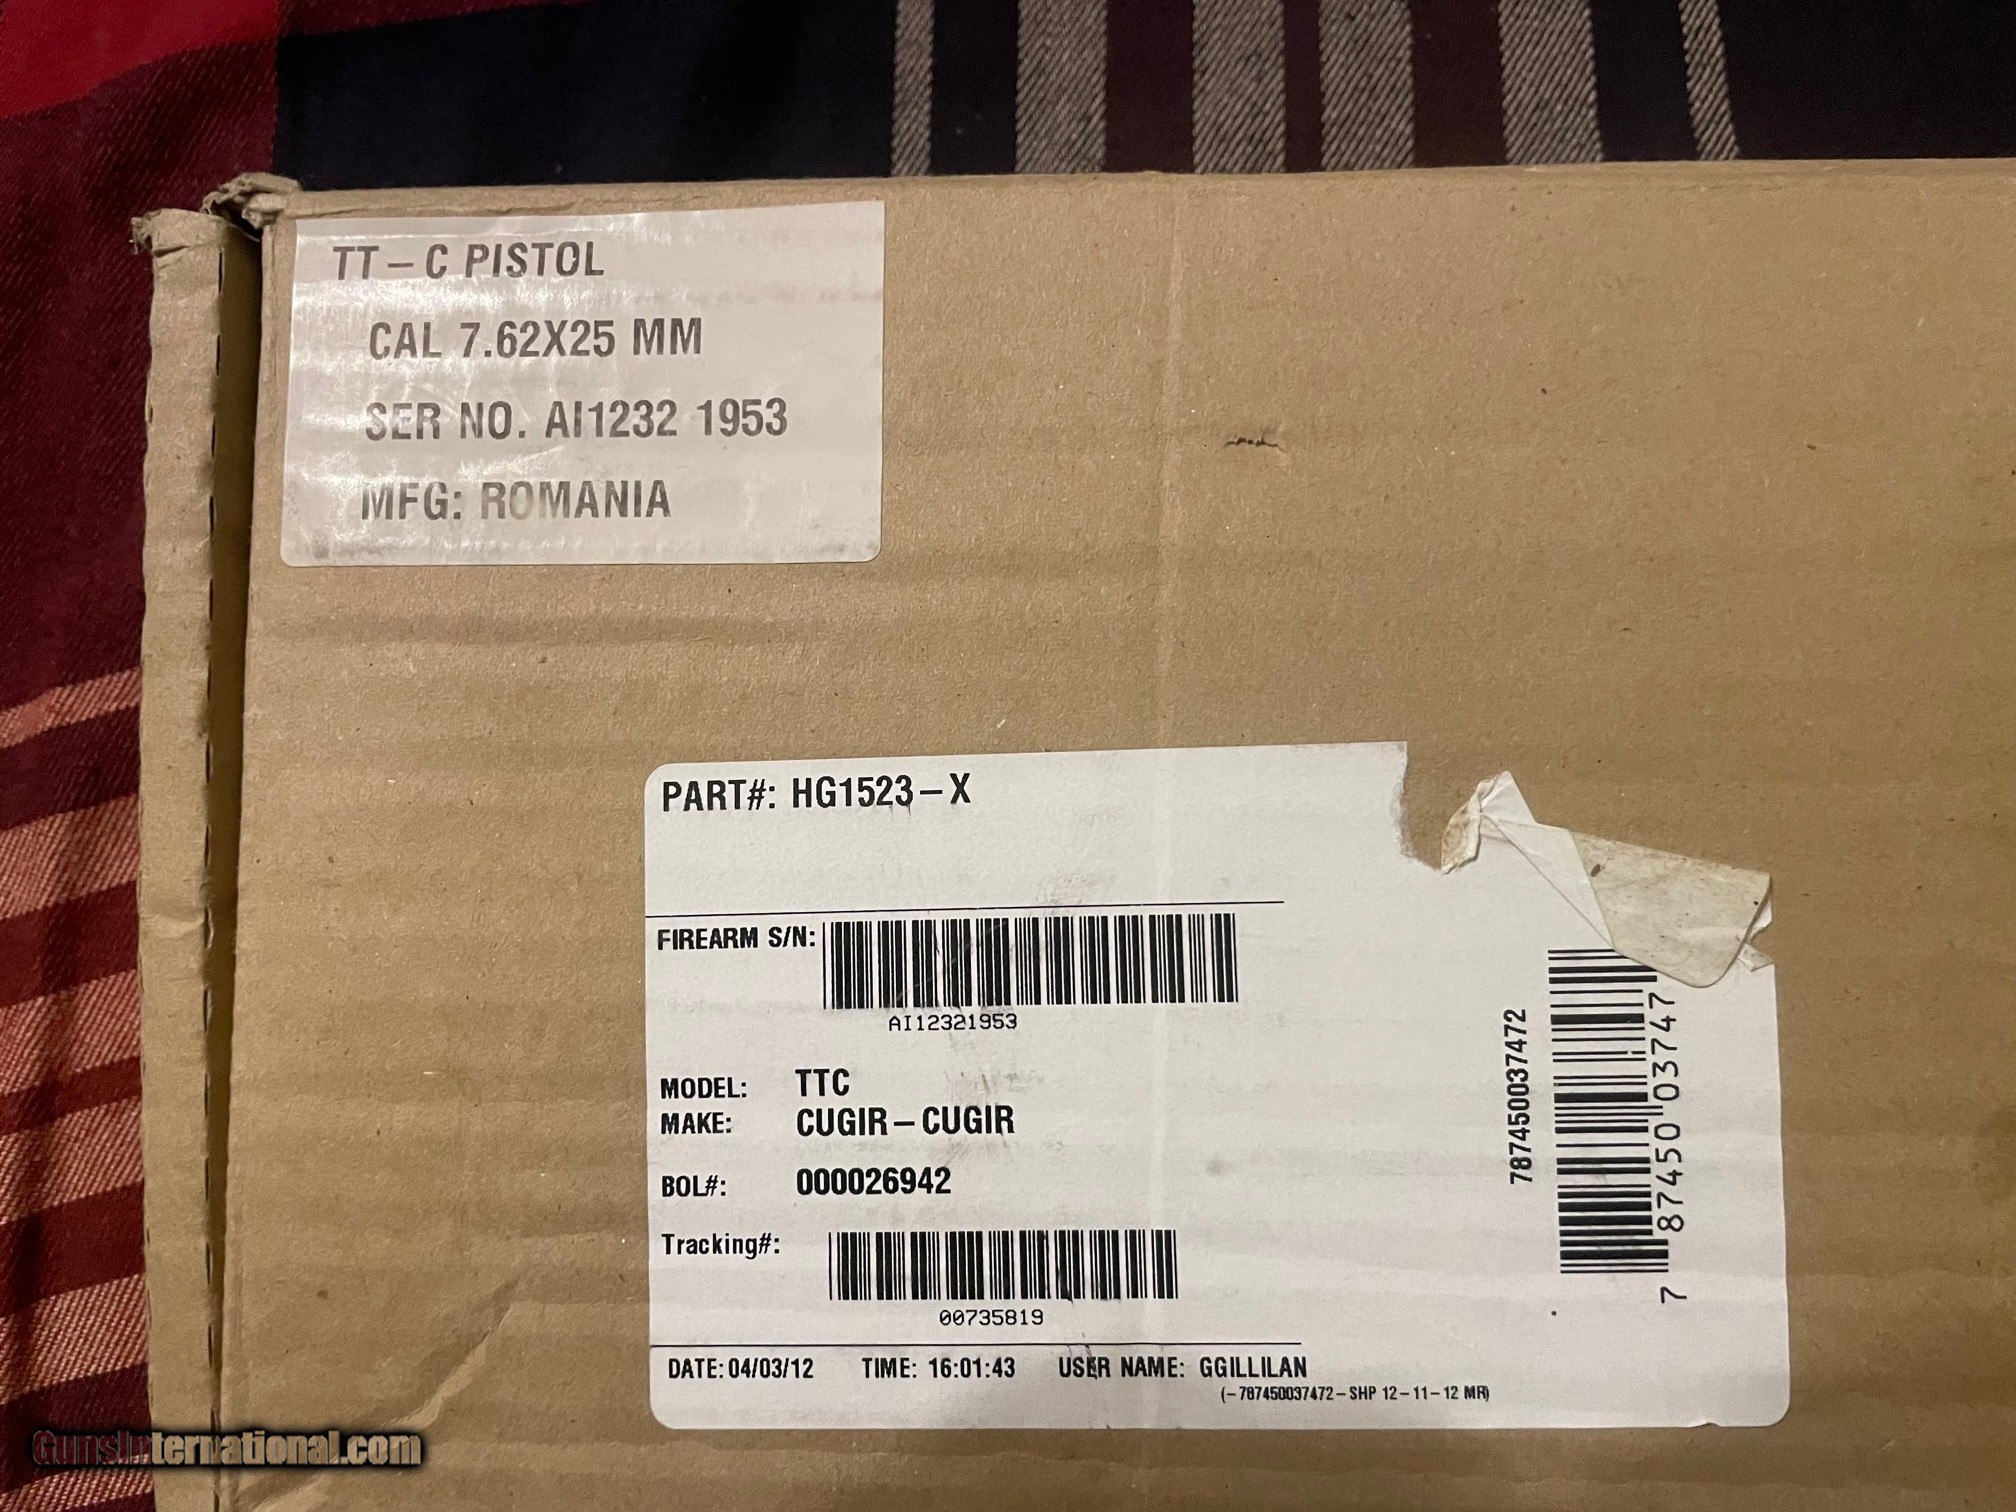 TT-C PISTOL
CAL 7.62X25 MM
SER NO. AI1232 1953
MFG: ROMANIA
PART#: HG1523-X
FIREARM S/N:
AI12321953
MODEL: TTC
MAKE: CUGIR-CUGIR
BOL#: 000026942
Tracking#:
00735819
DATE: 04/03/12 TIME: 16:01:43 USER NAME: GGILLILAN
(-787450037472-SHP 12-11-12 MR)
787450037472
7 87450 03747
GunsInternational.com